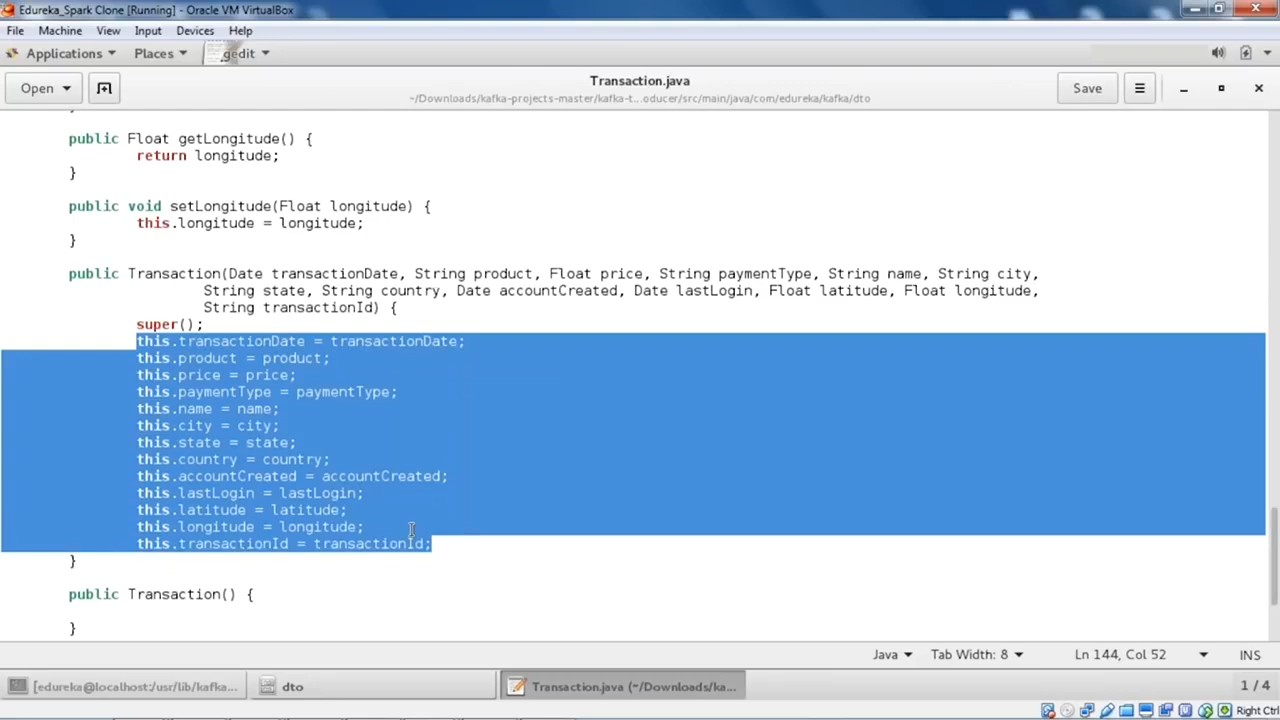 Edureka_Spark Clone [Running] - Oracle VM VirtualBox
File Machine View Input Devices Help
Applications Places gedit
Open Transaction.java Save
~/Downloads/kafka-projects-master/kafka-t...oducer/src/main/java/com/edureka/kafka/dto
}
public Float getLongitude() {
return longitude;
}
public void setLongitude(Float longitude) {
this.longitude = longitude;
}
public Transaction(Date transactionDate, String product, Float price, String paymentType, String name, String city,
String state, String country, Date accountCreated, Date lastLogin, Float latitude, Float longitude,
String transactionId) {
super();
this.transactionDate = transactionDate;
this.product = product;
this.price = price;
this.paymentType = paymentType;
this.name = name;
this.city = city;
this.state = state;
this.country = country;
this.accountCreated = accountCreated;
this.lastLogin = lastLogin;
this.latitude = latitude;
this.longitude = longitude;
this.transactionId = transactionId;
}
public Transaction() {
}
Java Tab Width: 8 Ln 144, Col 52 INS
[edureka@localhost:/usr/lib/kafka... dto Transaction.java (~/Downloads/ka... 1 / 4
Right Ctrl